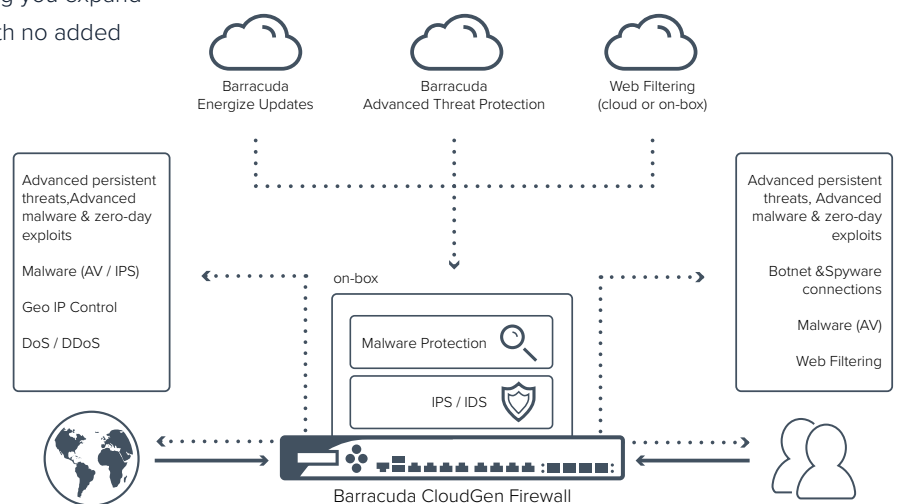 g you expand
th no added
Barracuda
Energize Updates
Barracuda
Advanced Threat Protection
Web Filtering
(cloud or on-box)
Advanced persistent
threats,Advanced
malware & zero-day
exploits
Malware (AV / IPS)
Geo IP Control
DoS / DDoS
on-box
Malware Protection
IPS / IDS
Advanced persistent
threats, Advanced
malware & zero-day
exploits
Botnet &Spyware
connections
Malware (AV)
Web Filtering
Barracuda CloudGen Firewall